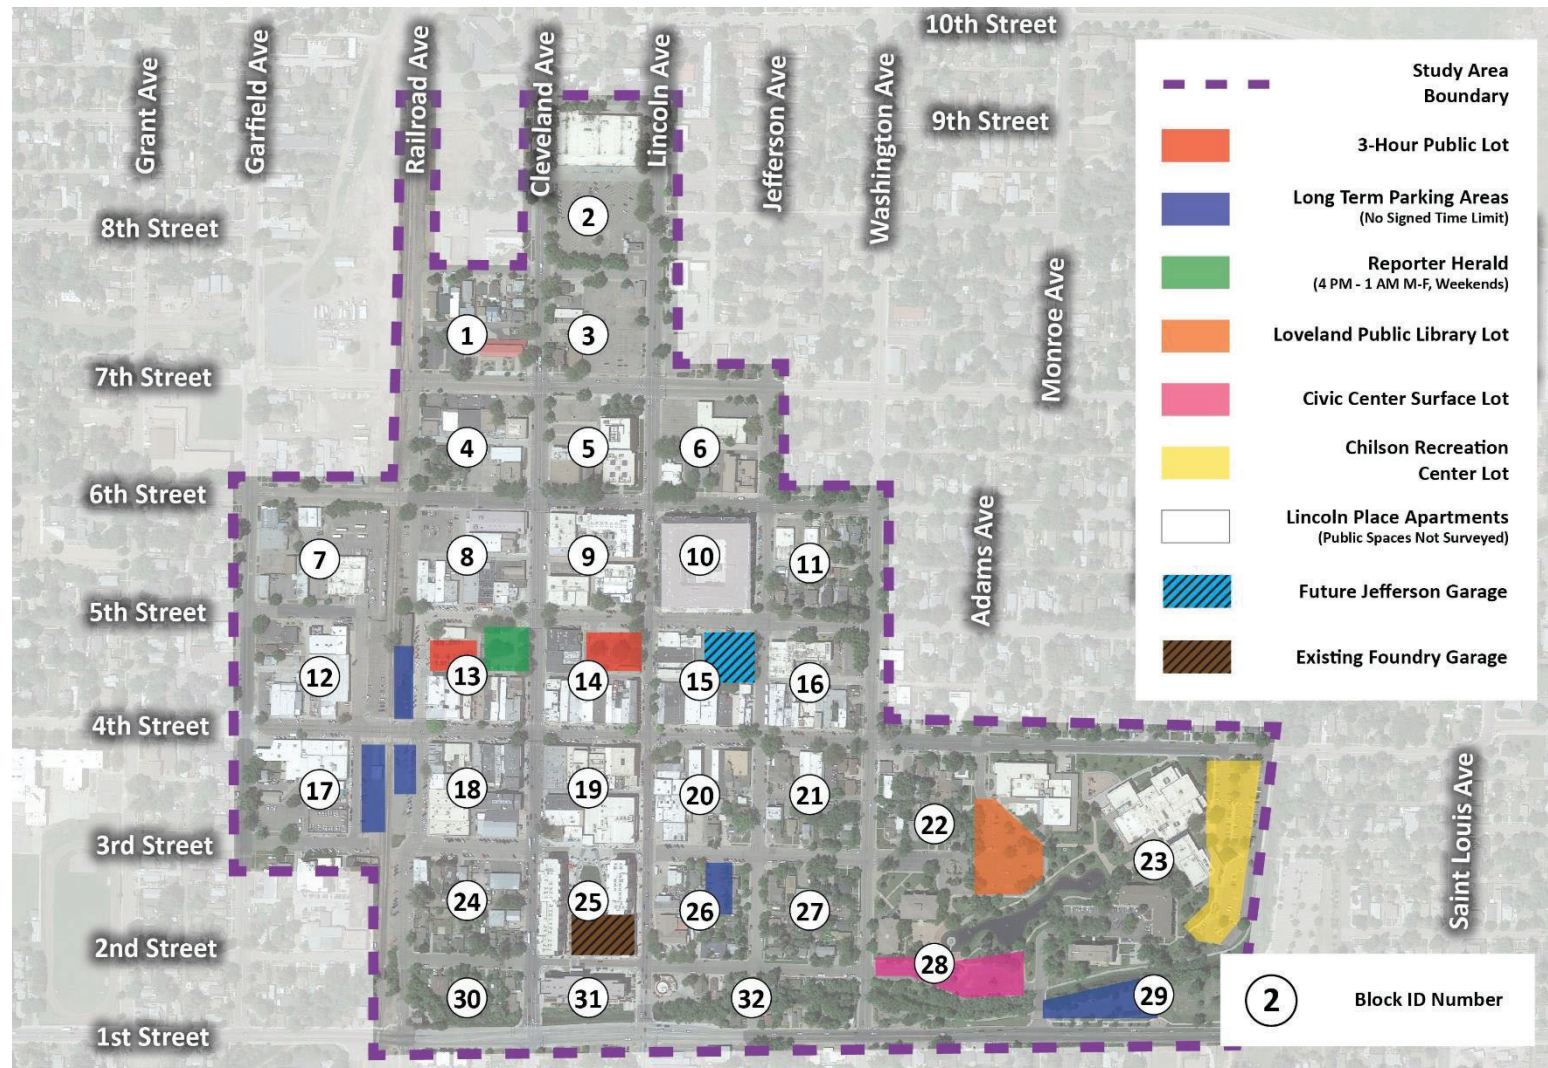 10th Street
Grant Ave
Garfield Ave
Railroad Ave
Cleveland Ave
Lincoln Ave
Jefferson Ave
Washington Ave
9th Street
8th Street
Monroe Ave
7th Street
6th Street
Adams Ave
5th Street
4th Street
3rd Street
Saint Louis Ave
2nd Street
1st Street
1
2
3
4
5
6
7
8
9
10
11
12
13
14
15
16
17
18
19
20
21
22
23
24
25
26
27
28
29
30
31
32
Study Area
Boundary
3-Hour Public Lot
Long Term Parking Areas
(No Signed Time Limit)
Reporter Herald
(4 PM - 1 AM M-F, Weekends)
Loveland Public Library Lot
Civic Center Surface Lot
Chilson Recreation
Center Lot
Lincoln Place Apartments
(Public Spaces Not Surveyed)
Future Jefferson Garage
Existing Foundry Garage
2
Block ID Number